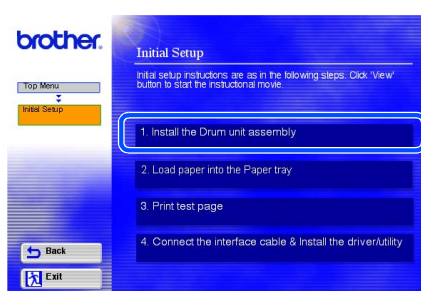 brother.
Initial Setup
Initial setup instructions are as in the following steps. Click 'View'
button to start the instructional movie.
Top Menu
Initial Setup
1. Install the Drum unit assembly
2. Load paper into the Paper tray
3. Print test page
4. Connect the interface cable & Install the driver/utility
Back
Exit